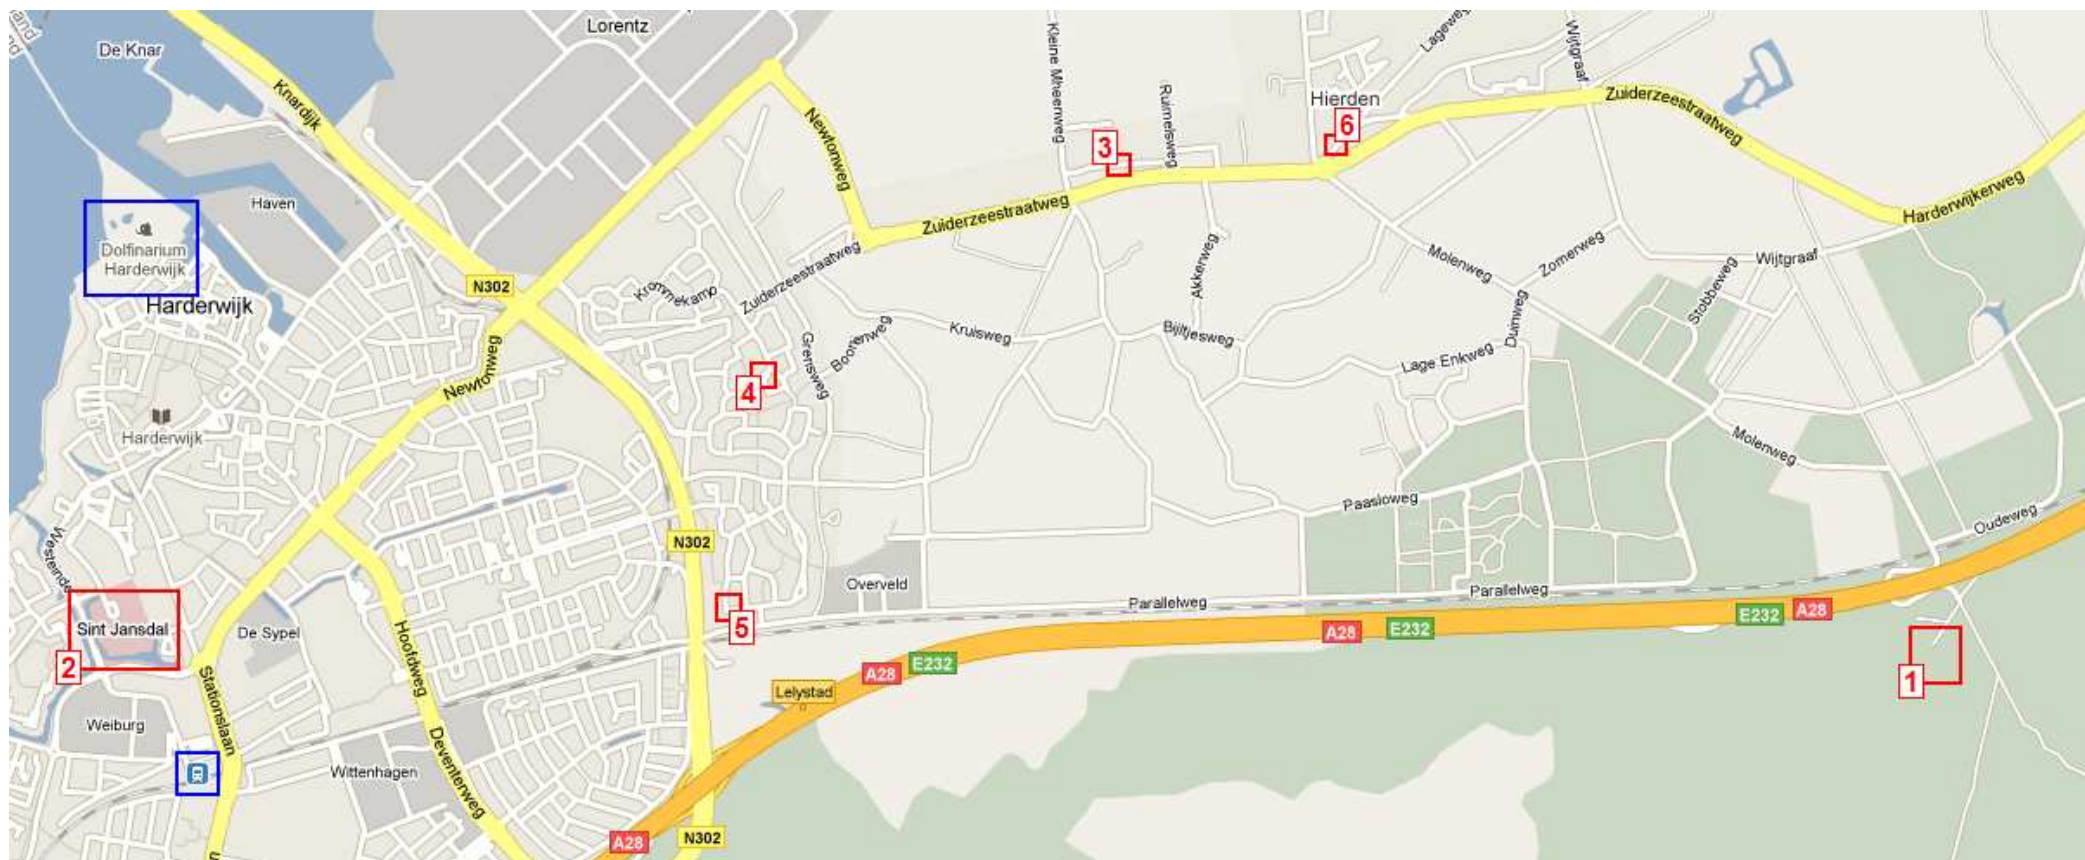 Lorentz
De Knar
Knardijk
Kleine Mheenweg
Lageweg
Wijtgraaf
Ruimelsweg
Hierden
6
3
Zuiderzeestraatweg
Newtonweg
Haven
Dolfinarium
Harderwijk
Harderwijk
N302
Zuiderzeestraatweg
Zuiderzeestraatweg
Harderwijkerweg
Krommekamp
Akkerweg
Molenweg
Zomerweg
Wijtgraaf
Stobbeweg
Duinweg
Newtonweg
Grensweg
Boonenweg
Kruisweg
Bijltjesweg
Lage Enkweg
4
Harderwijk
Molenweg
Paasloweg
Westeinde
N302
Oudeweg
Overveld
Parallelweg
Parallelweg
E232
A28
A28
E232
Sint Jansdal
2
De Sypel
5
Hoofdweg
A28
E232
1
Lelystad
Stationslaan
Weiburg
Wittenhagen
Deventerweg
A28
N302